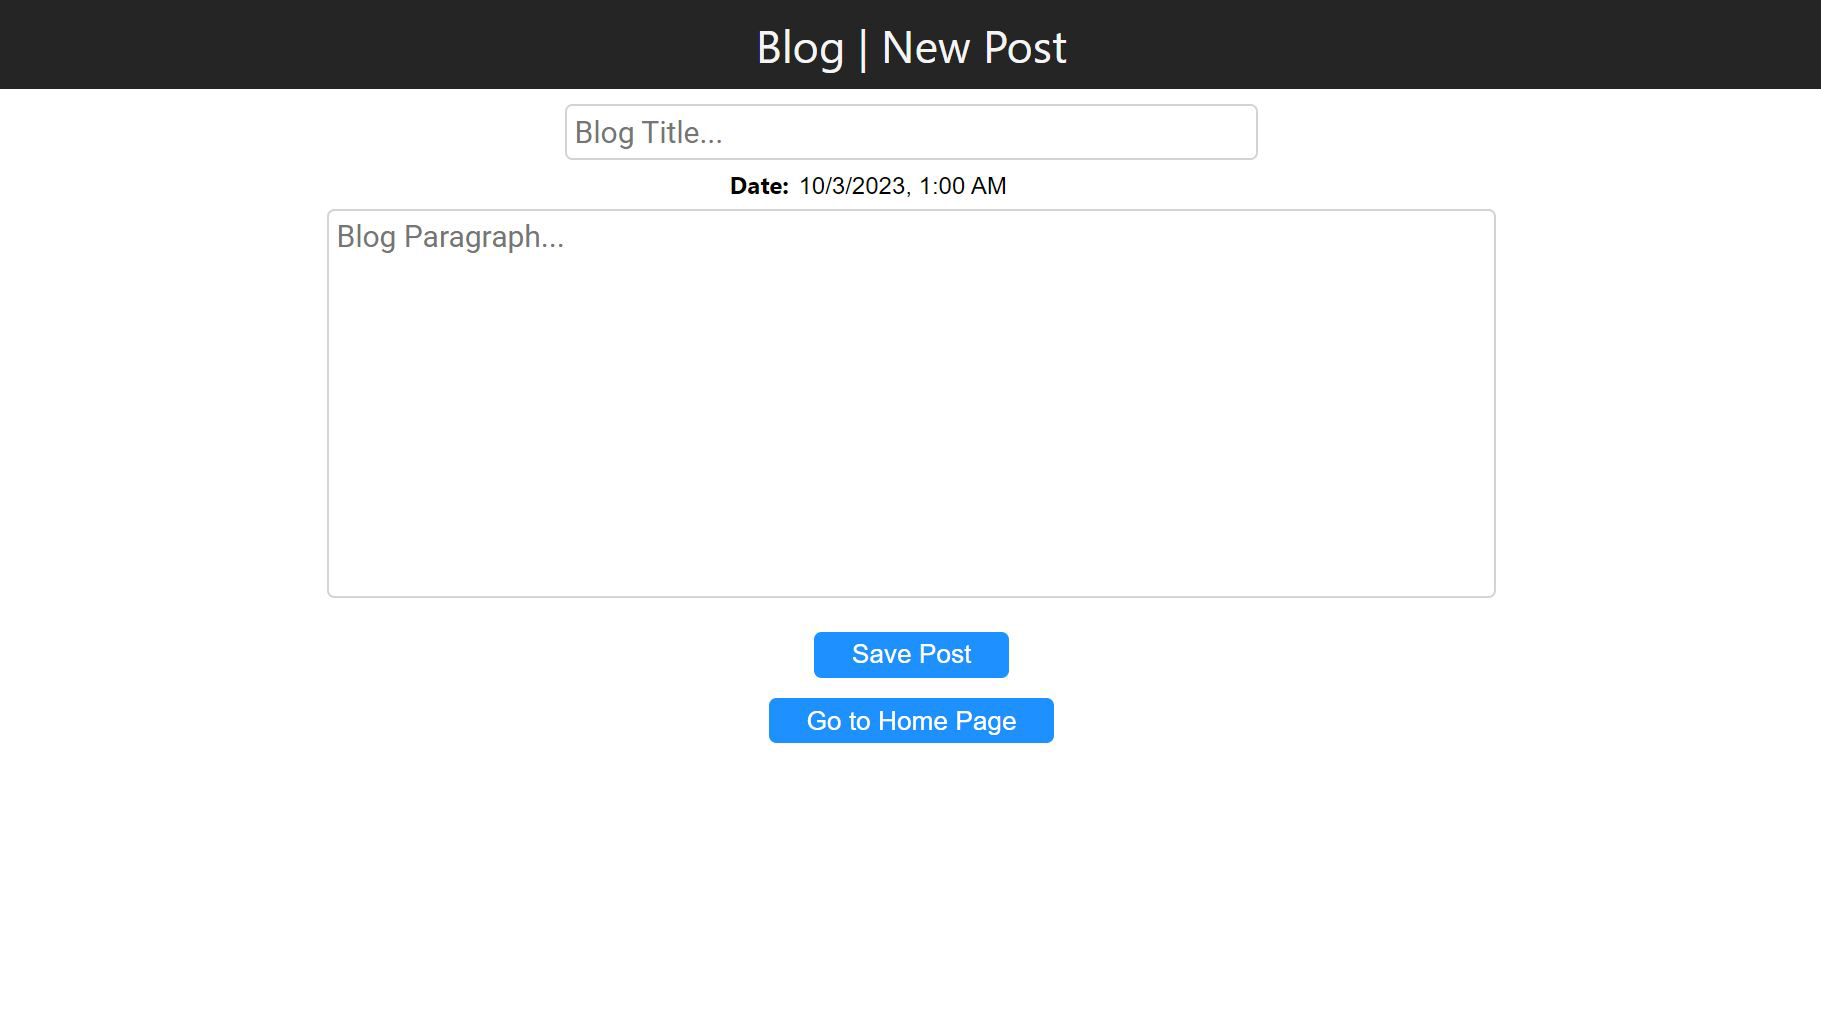 Blog | New Post
Blog Title...
Date: 10/3/2023, 1:00 AM
Blog Paragraph...
Save Post
Go to Home Page